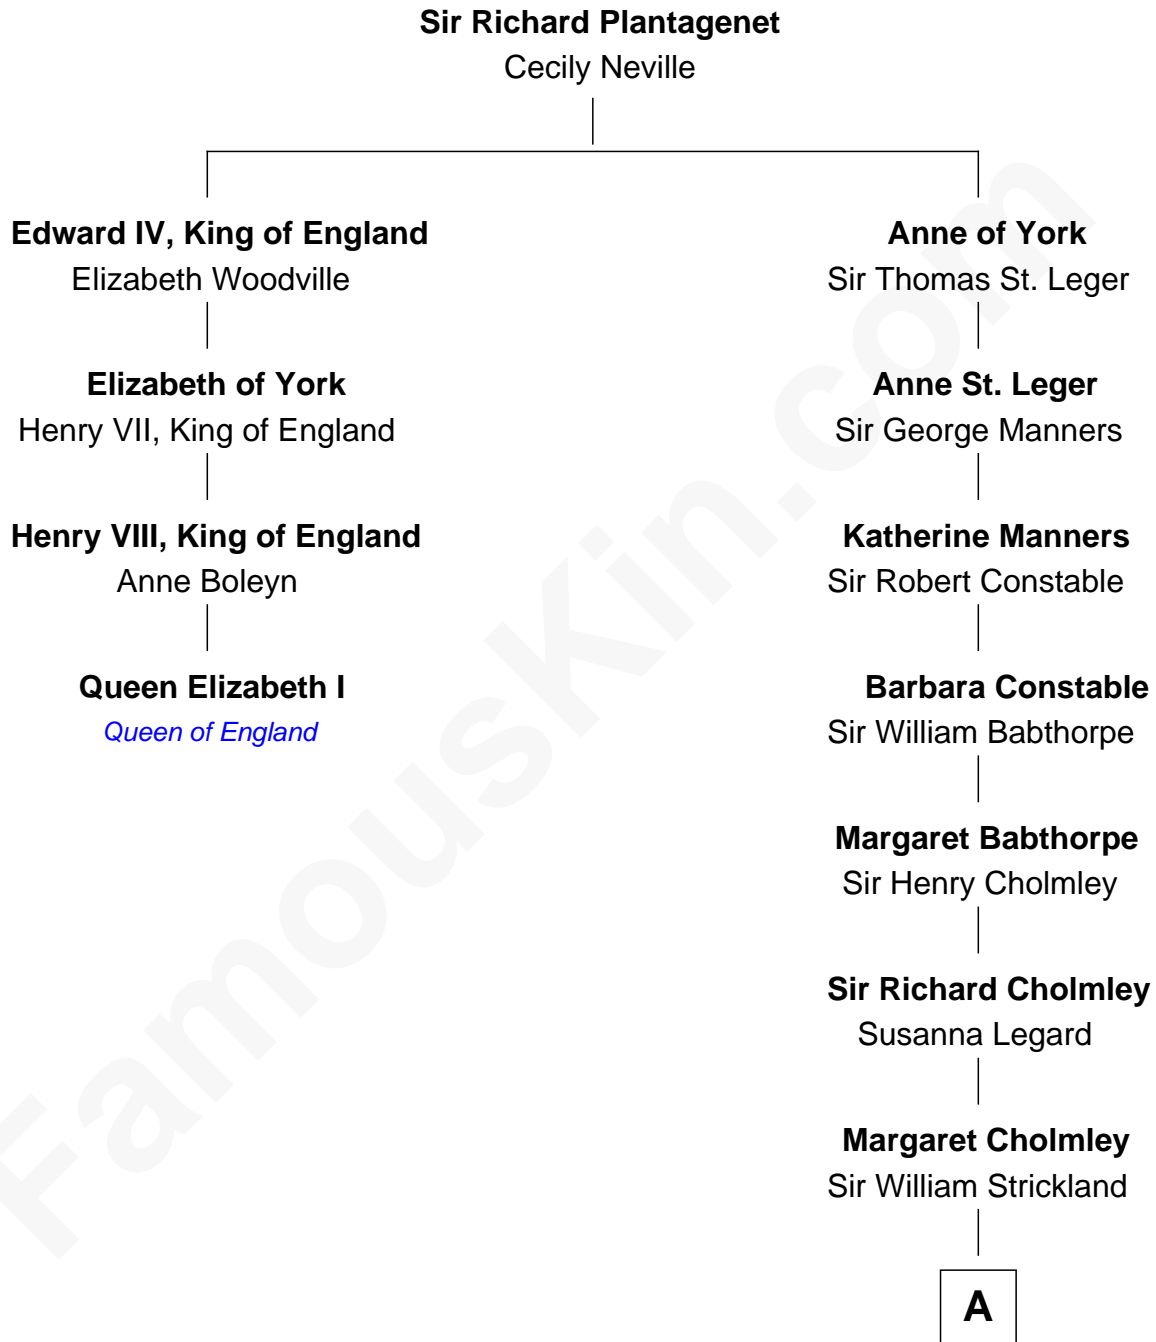 Sir Richard Plantagenet
Cecily Neville
Edward IV, King of England
Elizabeth Woodville
Elizabeth of York
Henry VII, King of England
Henry VIII, King of England
Anne Boleyn
Queen Elizabeth I
Queen of England
Anne of York
Sir Thomas St. Leger
Anne St. Leger
Sir George Manners
Katherine Manners
Sir Robert Constable
Barbara Constable
Sir William Babthorpe
Margaret Babthorpe
Sir Henry Cholmley
Sir Richard Cholmley
Susanna Legard
Margaret Cholmley
Sir William Strickland
A
FamousKin.com